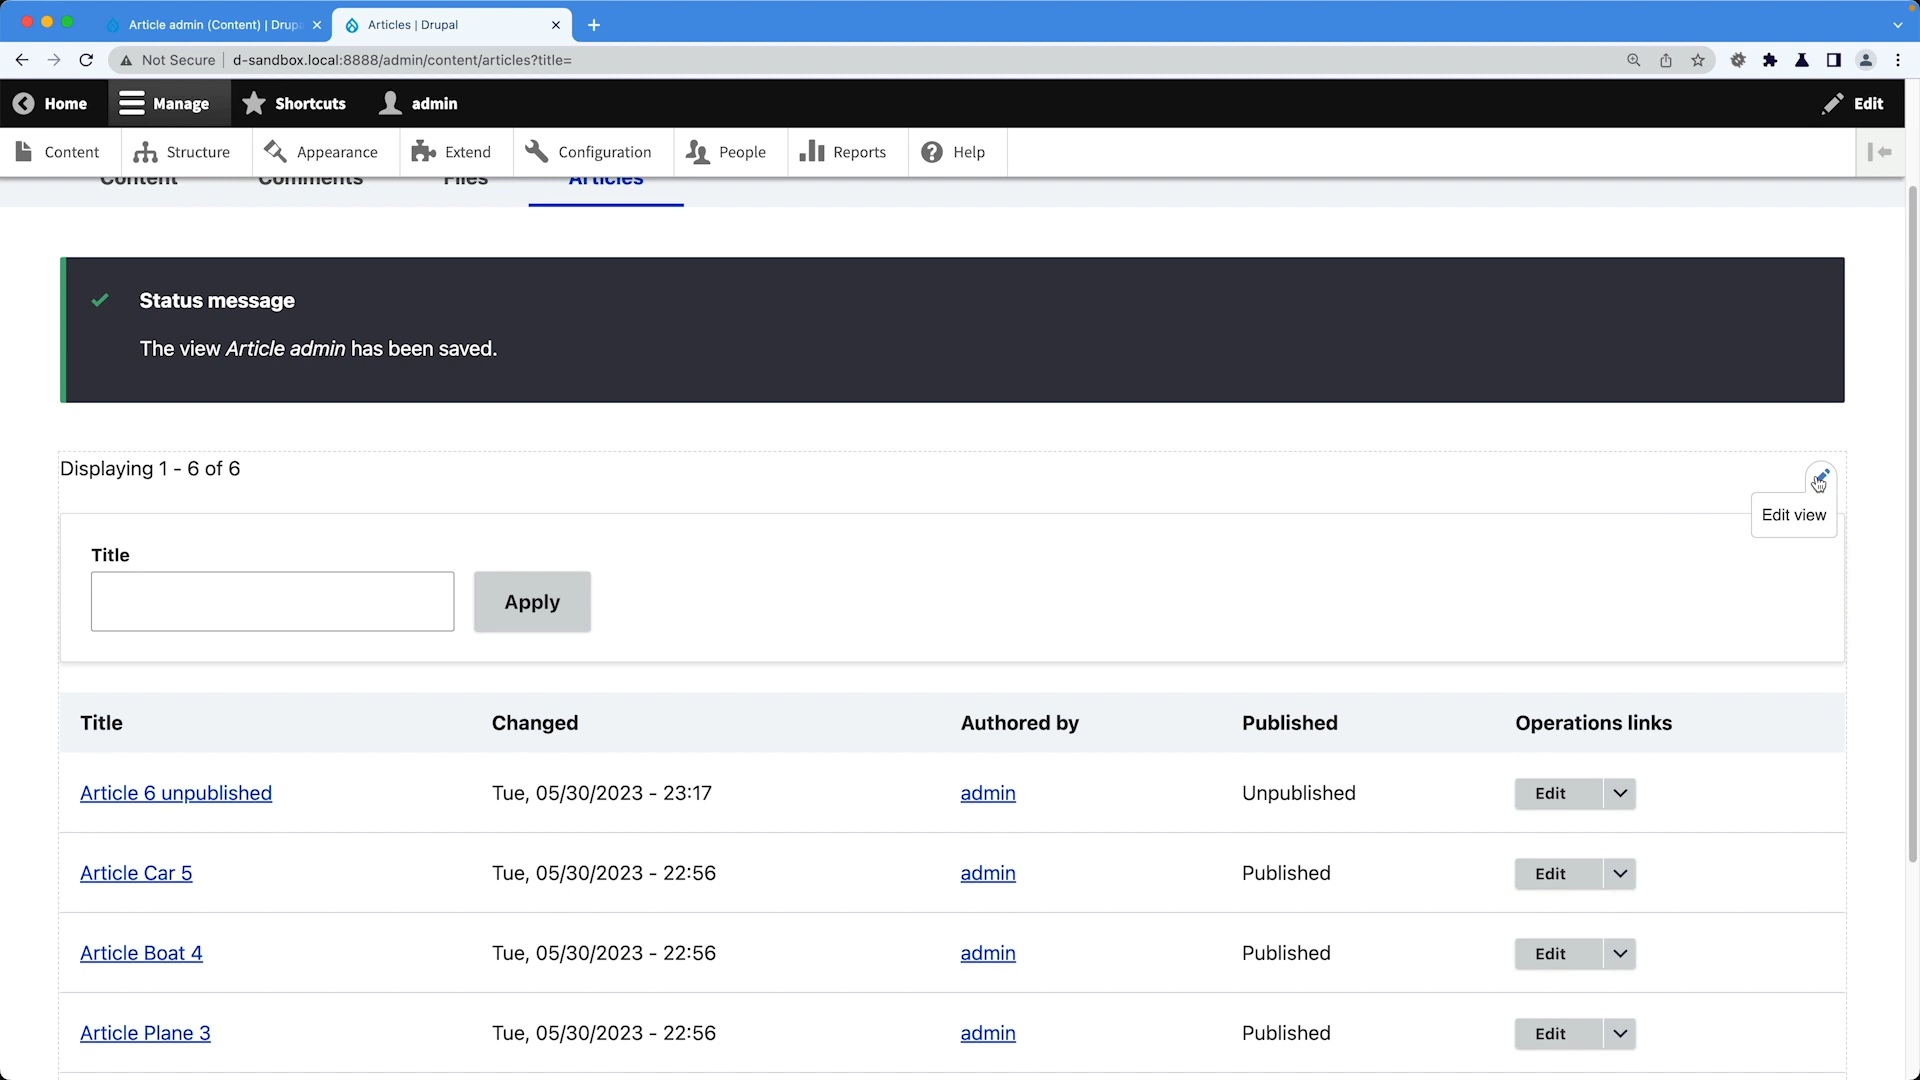 Article admin (Content) | Drupa
Articles | Drupal
Not Secure
d-sandbox.local:8888/admin/content/articles?title=
Home
Manage
Shortcuts
admin
Edit
Content
Structure
Appearance
Extend
Configuration
People
Reports
Help
Content
Comments
Files
Articles
Status message
The view Article admin has been saved.
Displaying 1 - 6 of 6
Edit view
Title
Apply
Title
Changed
Authored by
Published
Operations links
Article 6 unpublished
Tue, 05/30/2023 - 23:17
admin
Unpublished
Edit
Article Car 5
Tue, 05/30/2023 - 22:56
admin
Published
Edit
Article Boat 4
Tue, 05/30/2023 - 22:56
admin
Published
Edit
Article Plane 3
Tue, 05/30/2023 - 22:56
admin
Published
Edit